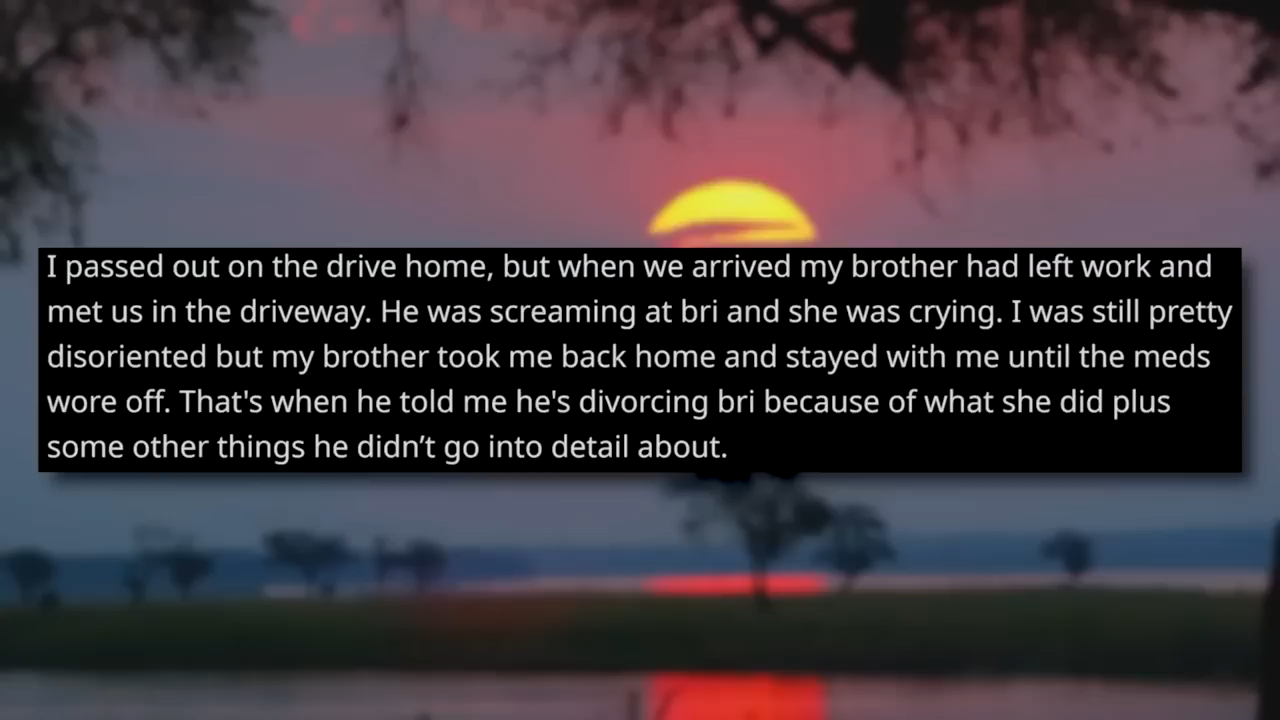 I passed out on the drive home, but when we arrived my brother had left work and
met us in the driveway. He was screaming at bri and she was crying. I was still pretty
disoriented but my brother took me back home and stayed with me until the meds
wore off. That's when he told me he's divorcing bri because of what she did plus
some other things he didn’t go into detail about.